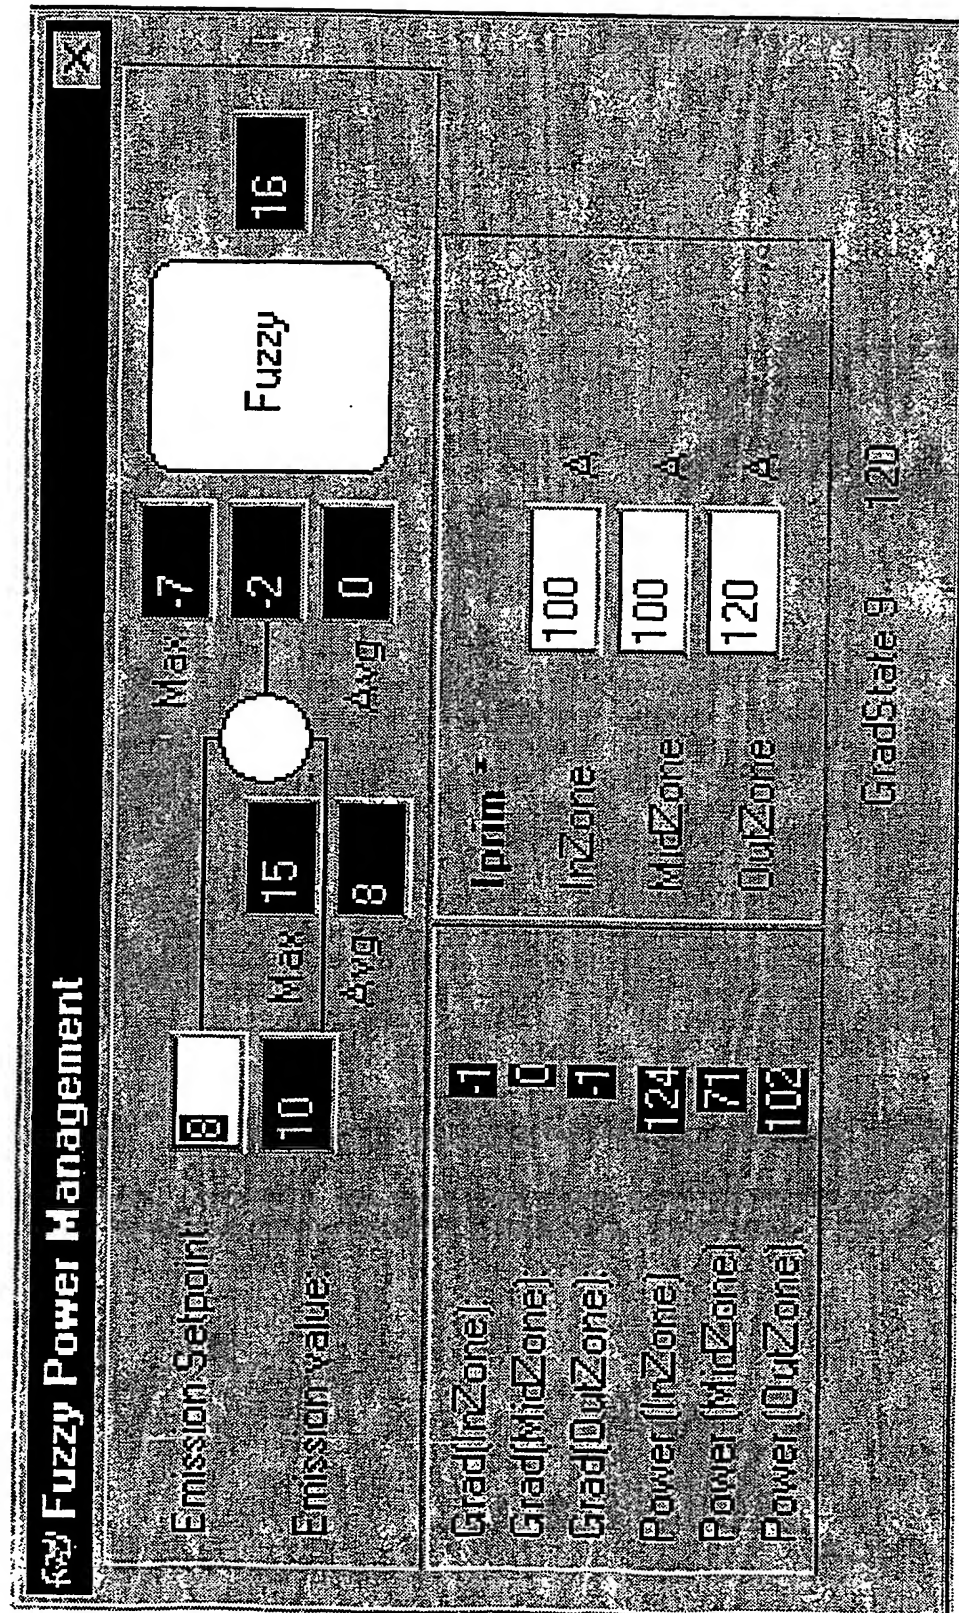 Fuzzy Power Management
Emission Setpoint
8
Max
-7
Emission value
10
Max
15
-2
Fuzzy
16
Avg
8
Avg
0
Grad(InZone)
-1
Grad(MidZone)
0
Grad(OutZone)
-1
Power (InZone)
124
Power (MidZone)
71
Power (OutZone)
102
Iprim -
InZone
100
A
MidZone
100
A
OutZone
120
A
GradState 9
120